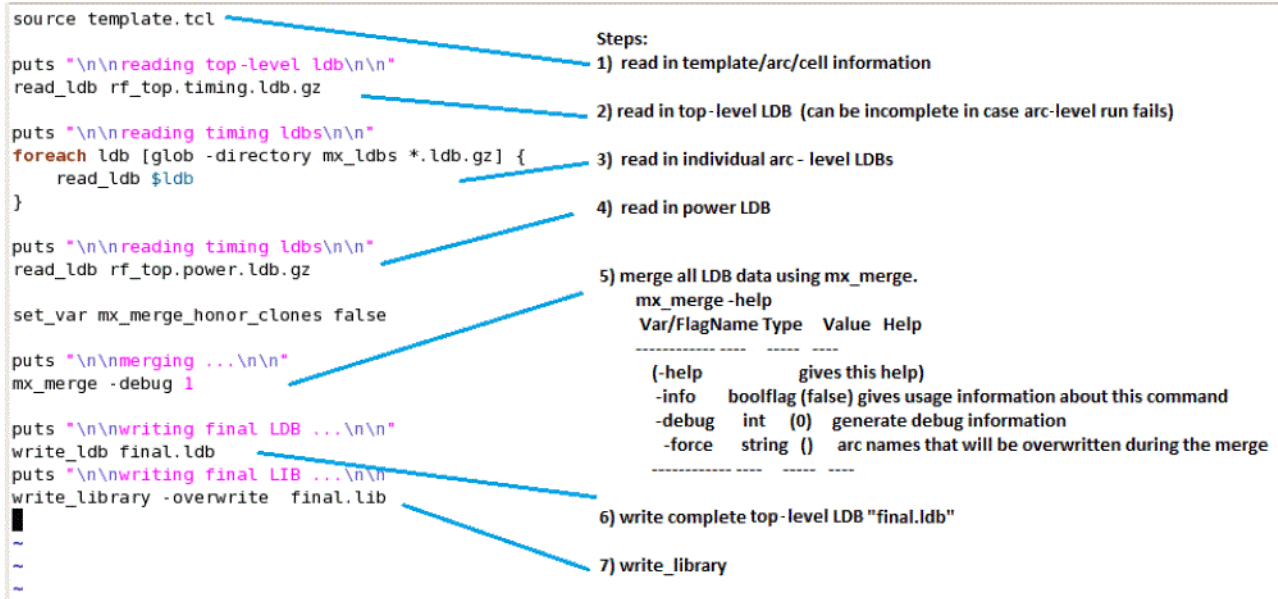 source template.tcl
puts "\n\nreading top-level ldb\n\n"
read_ldb rf_top.timing.ldb.gz
puts "\n\nreading timing ldbs\n\n"
foreach ldb [glob -directory mx_ldbs *.ldb.gz] {
    read_ldb $ldb
}
puts "\n\nreading timing ldbs\n\n"
read_ldb rf_top.power.ldb.gz
set_var mx_merge_honor_clones false
puts "\n\nmerging ...\n\n"
mx_merge -debug 1
puts "\n\nwriting final LDB ...\n\n"
write_ldb final.ldb
puts "\n\nwriting final LIB ...\n\n
write_library -overwrite  final.lib
~
~
~
Steps:
1) read in template/arc/cell information
2) read in top-level LDB (can be incomplete in case arc-level run fails)
3) read in individual arc - level LDBs
4) read in power LDB
5) merge all LDB data using mx_merge.
mx_merge -help
Var/FlagName Type Value Help
------------ ---- ----- ----
(-help gives this help)
-info boolflag (false) gives usage information about this command
-debug int (0) generate debug information
-force string () arc names that will be overwritten during the merge
------------ ---- ----- ----
6) write complete top-level LDB "final.ldb"
7) write_library